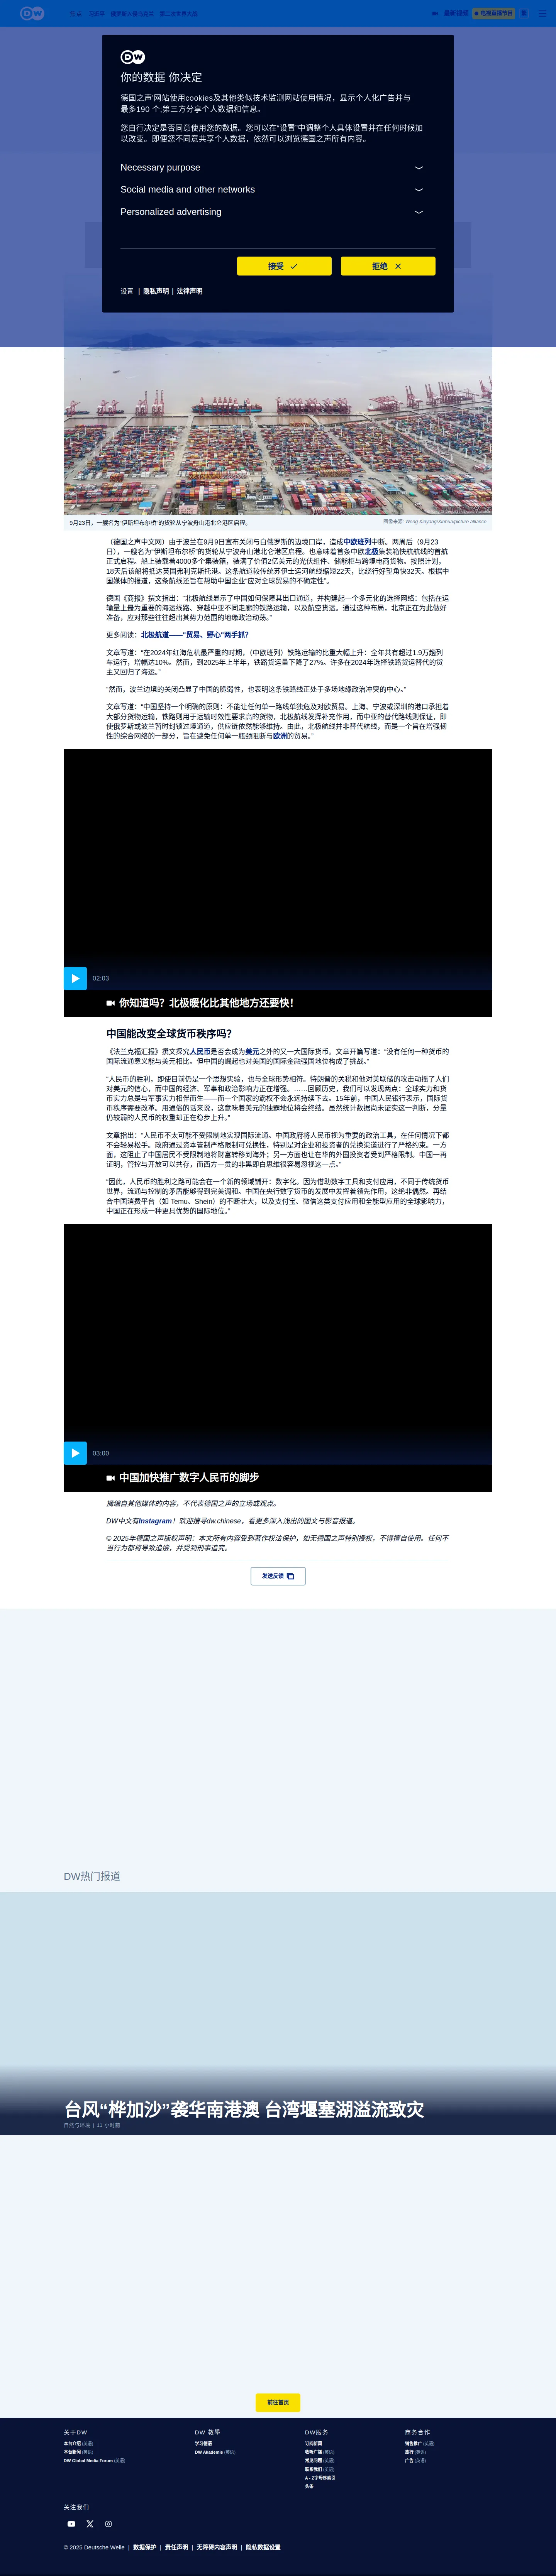 DW
最新视频
电视直播节目
你的数据 你决定
德国之声'网站使用cookies及其他类似技术监测网站使用情况，显示个人化广告并与
最多190 个;第三方分享个人数据和信息。
您自行决定是否同意使用您的数据。您可以在“设置”中调整个人具体设置并在任何时候加
以改变。即便您不同意共享个人数据，依然可以浏览德国之声所有内容。
Necessary purpose
Social media and other networks
Personalized advertising
接受
拒绝
设置 | 隐私声明 | 法律声明
9月23日，一艘名为“伊斯坦布尔桥”的货轮从宁波舟山港北仑港区启程。
图像来源: Weng Xinyang/Xinhua/picture alliance
（德国之声中文网）由于波兰在9月9日宣布关闭与白俄罗斯的边境口岸，造成中欧班列中断。两周后（9月23
日），一艘名为“伊斯坦布尔桥”的货轮从宁波舟山港北仑港区启程。也意味着首条中欧北极集装箱快航航线的首航
正式启程。船上装载着4000多个集装箱，装满了价值2亿美元的光伏组件、储能柜与跨境电商货物。按照计划，
18天后该船将抵达英国弗利克斯托港。这条航道较传统苏伊士运河航线缩短22天，比绕行好望角快32天。根据中
国媒体的报道，这条航线还旨在帮助中国企业“应对全球贸易的不确定性”。
德国《商报》撰文指出：“北极航线显示了中国如何保障其出口通道，并构建起一个多元化的选择网络：包括在运
输量上最为重要的海运线路、穿越中亚不同走廊的铁路运输，以及航空货运。通过这种布局，北京正在为此做好
准备，应对那些往往超出其势力范围的地缘政治动荡。”
更多阅读：北极航道——“贸易、野心”两手抓？
文章写道：“在2024年红海危机最严重的时期，（中欧班列）铁路运输的比重大幅上升：全年共有超过1.9万趟列
车运行，增幅达10%。然而，到2025年上半年，铁路货运量下降了27%。许多在2024年选择铁路货运替代的货
主又回归了海运。”
“然而，波兰边境的关闭凸显了中国的脆弱性，也表明这条铁路线正处于多场地缘政治冲突的中心。”
文章写道：“中国坚持一个明确的原则：不能让任何单一路线单独危及对欧贸易。上海、宁波或深圳的港口承担着
大部分货物运输，铁路则用于运输时效性要求高的货物，北极航线发挥补充作用，而中亚的替代路线则保证，即
使俄罗斯或波兰暂时封锁过境通道，供应链依然能够维持。由此，北极航线并非替代航线，而是一个旨在增强韧
性的综合网络的一部分，旨在避免任何单一瓶颈阻断与欧洲的贸易。”
02:03
你知道吗？北极暖化比其他地方还要快！
中国能改变全球货币秩序吗？
《法兰克福汇报》撰文探究人民币是否会成为美元之外的又一大国际货币。文章开篇写道：“没有任何一种货币的
国际流通意义能与美元相比。但中国的崛起也对美国的国际金融强国地位构成了挑战。”
“人民币的胜利，即使目前仍是一个思想实验，也与全球形势相符。特朗普的关税和他对美联储的攻击动摇了人们
对美元的信心，而中国的经济、军事和政治影响力正在增强。……回顾历史，我们可以发现两点：全球实力和货
币实力总是与军事实力相伴而生——而一个国家的霸权不会永远持续下去。15年前，中国人民银行表示，国际货
币秩序需要改革。用通俗的话来说，这意味着美元的独霸地位将会终结。虽然统计数据尚未证实这一判断，分量
仍较弱的人民币的权重却正在稳步上升。”
文章指出：“人民币不太可能不受限制地实现国际流通。中国政府将人民币视为重要的政治工具，在任何情况下都
不会轻易松手。政府通过资本管制严格限制可兑换性，特别是对企业和投资者的兑换渠道进行了严格约束。一方
面，这阻止了中国居民不受限制地将财富转移到海外；另一方面也让在华的外国投资者受到严格限制。中国一再
证明，管控与开放可以共存，而西方一贯的非黑即白思维很容易忽视这一点。”
“因此，人民币的胜利之路可能会在一个新的领域铺开：数字化。因为借助数字工具和支付应用，不同于传统货币
世界，流通与控制的矛盾能够得到完美调和。中国在央行数字货币的发展中发挥着领先作用，这绝非偶然。再结
合中国消费平台（如 Temu、Shein）的不断壮大，以及支付宝、微信这类支付应用和全能型应用的全球影响力，
中国正在形成一种更具优势的国际地位。”
03:00
中国加快推广数字人民币的脚步
摘编自其他媒体的内容，不代表德国之声的立场或观点。
DW中文有Instagram！欢迎搜寻dw.chinese，看更多深入浅出的图文与影音报道。
© 2025年德国之声版权声明：本文所有内容受到著作权法保护，如无德国之声特别授权，不得擅自使用。任何不
当行为都将导致追偿，并受到刑事追究。
发送反馈
DW热门报道
台风“桦加沙”袭华南港澳 台湾堰塞湖溢流致灾
自然与环境 | 11 小时前
前往首页
关于DW
本台介绍 (英语)
本台新闻 (英语)
DW Global Media Forum (英语)
DW 教學
学习德语
DW Akademie (英语)
DW服务
订阅新闻
收听广播 (英语)
常见问题 (英语)
联系我们 (英语)
A - Z字母序索引
头条
商务合作
销售推广 (英语)
旅行 (英语)
广告 (英语)
关注我们
© 2025 Deutsche Welle | 数据保护 | 责任声明 | 无障碍内容声明 | 隐私数据设置